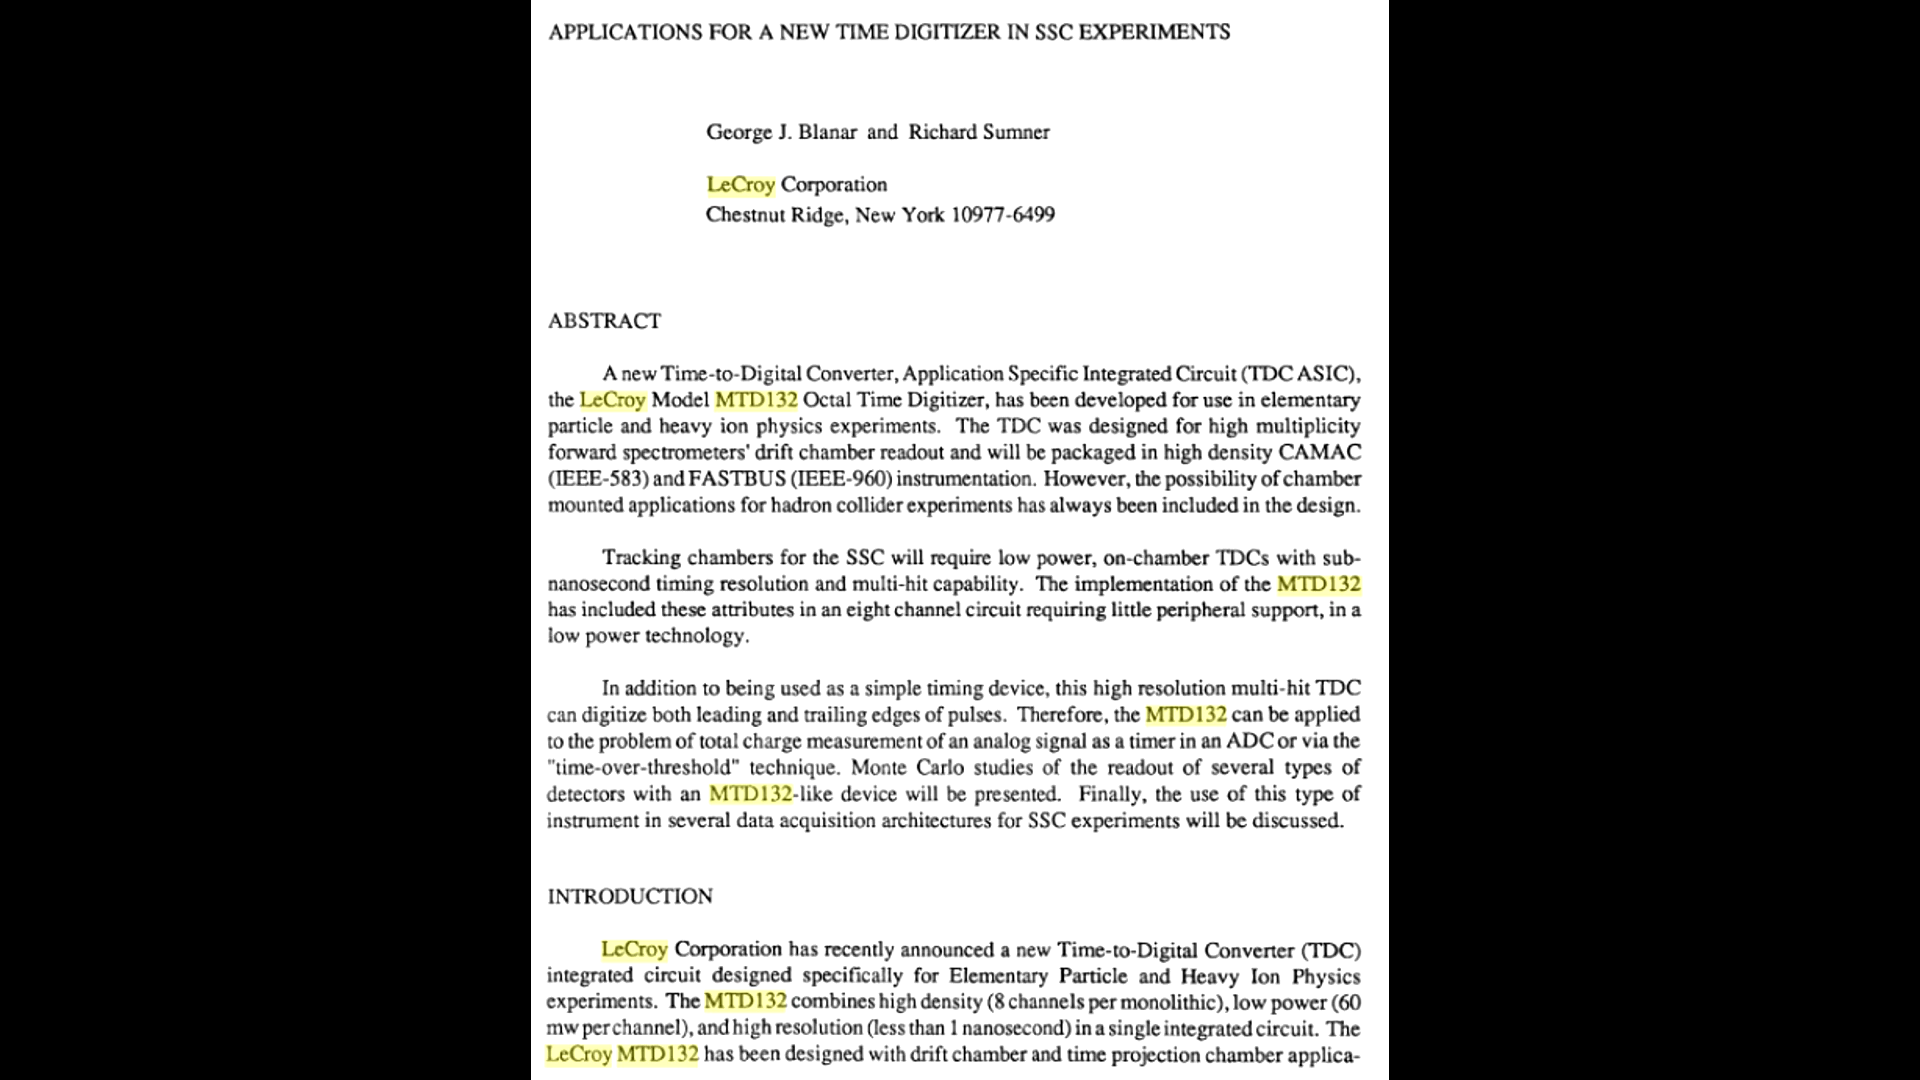 APPLICATIONS FOR A NEW TIME DIGITIZER IN SSC EXPERIMENTS
George J. Blanar and Richard Sumner
LeCroy Corporation
Chestnut Ridge, New York 10977-6499
ABSTRACT
A new Time-to-Digital Converter, Application Specific Integrated Circuit (TDC ASIC),
the LeCroy Model MTD132 Octal Time Digitizer, has been developed for use in elementary
particle and heavy ion physics experiments. The TDC was designed for high multiplicity
forward spectrometers' drift chamber readout and will be packaged in high density CAMAC
(IEEE-583) and FASTBUS (IEEE-960) instrumentation. However, the possibility of chamber
mounted applications for hadron collider experiments has always been included in the design.
Tracking chambers for the SSC will require low power, on-chamber TDCs with sub-
nanosecond timing resolution and multi-hit capability. The implementation of the MTD132
has included these attributes in an eight channel circuit requiring little peripheral support, in a
low power technology.
In addition to being used as a simple timing device, this high resolution multi-hit TDC
can digitize both leading and trailing edges of pulses. Therefore, the MTD132 can be applied
to the problem of total charge measurement of an analog signal as a timer in an ADC or via the
"time-over-threshold" technique. Monte Carlo studies of the readout of several types of
detectors with an MTD132-like device will be presented. Finally, the use of this type of
instrument in several data acquisition architectures for SSC experiments will be discussed.
INTRODUCTION
LeCroy Corporation has recently announced a new Time-to-Digital Converter (TDC)
integrated circuit designed specifically for Elementary Particle and Heavy Ion Physics
experiments. The MTD132 combines high density (8 channels per monolithic), low power (60
mw per channel), and high resolution (less than 1 nanosecond) in a single integrated circuit. The
LeCroy MTD132 has been designed with drift chamber and time projection chamber applica-